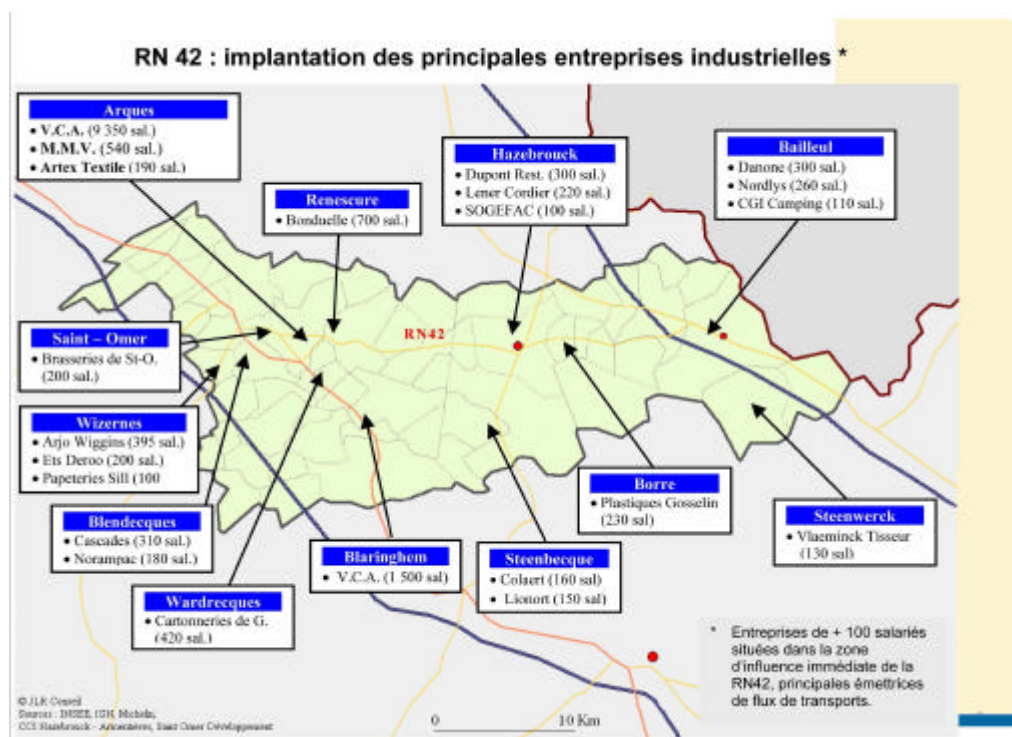 RN 42 : implantation des principales entreprises industrielles *
Arques
• V.C.A. (9 350 sal.)
• M.M.V. (540 sal.)
• Artex Textile (190 sal.)
Renescure
• Bonduelle (700 sal.)
Hazebrouck
• Dupont Rest. (300 sal.)
• Lener Cordier (220 sal.)
• SOGEFAC (100 sal.)
Bailleul
• Danone (300 sal.)
• Nordlys (260 sal.)
• CGI Camping (110 sal.)
RN42
Saint – Omer
• Brasseries de St-O.
(200 sal.)
Wizernes
• Arjo Wiggins (395 sal.)
• Ets Deroo (200 sal.)
• Papeteries Sill (100
Blendecques
• Cascades (310 sal.)
• Norampac (180 sal.)
Wardrecques
• Cartonneries de G.
(420 sal.)
Blaringhem
• V.C.A. (1 500 sal)
Steenbecque
• Colaert (160 sal)
• Lionort (150 sal)
Borre
• Plastiques Gosselin
(230 sal)
Steenwerck
• Vlaeminck Tisseur
(130 sal)
* Entreprises de + 100 salariés
situées dans la zone
d'influence immédiate de la
RN42, principales émettrices
de flux de transports.
© JLR Conseil
Sources : INSEE, IGN, Michelin,
CCI Hazebrouck - Armentières, Saint Omer Développement
0 10 Km